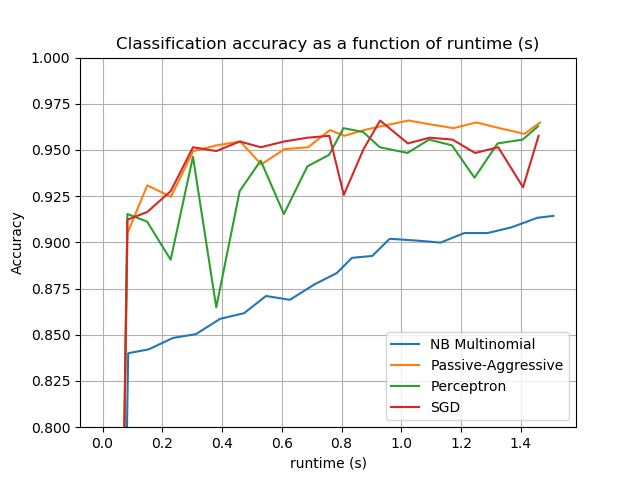 Classification accuracy as a function of runtime (s)
1.000
0.975
0.950
0.925
0.900
0.875
0.850
0.825
0.800
Accuracy
NB Multinomial
Passive-Aggressive
Perceptron
SGD
0.0 0.2 0.4 0.6 0.8 1.0 1.2 1.4
runtime (s)